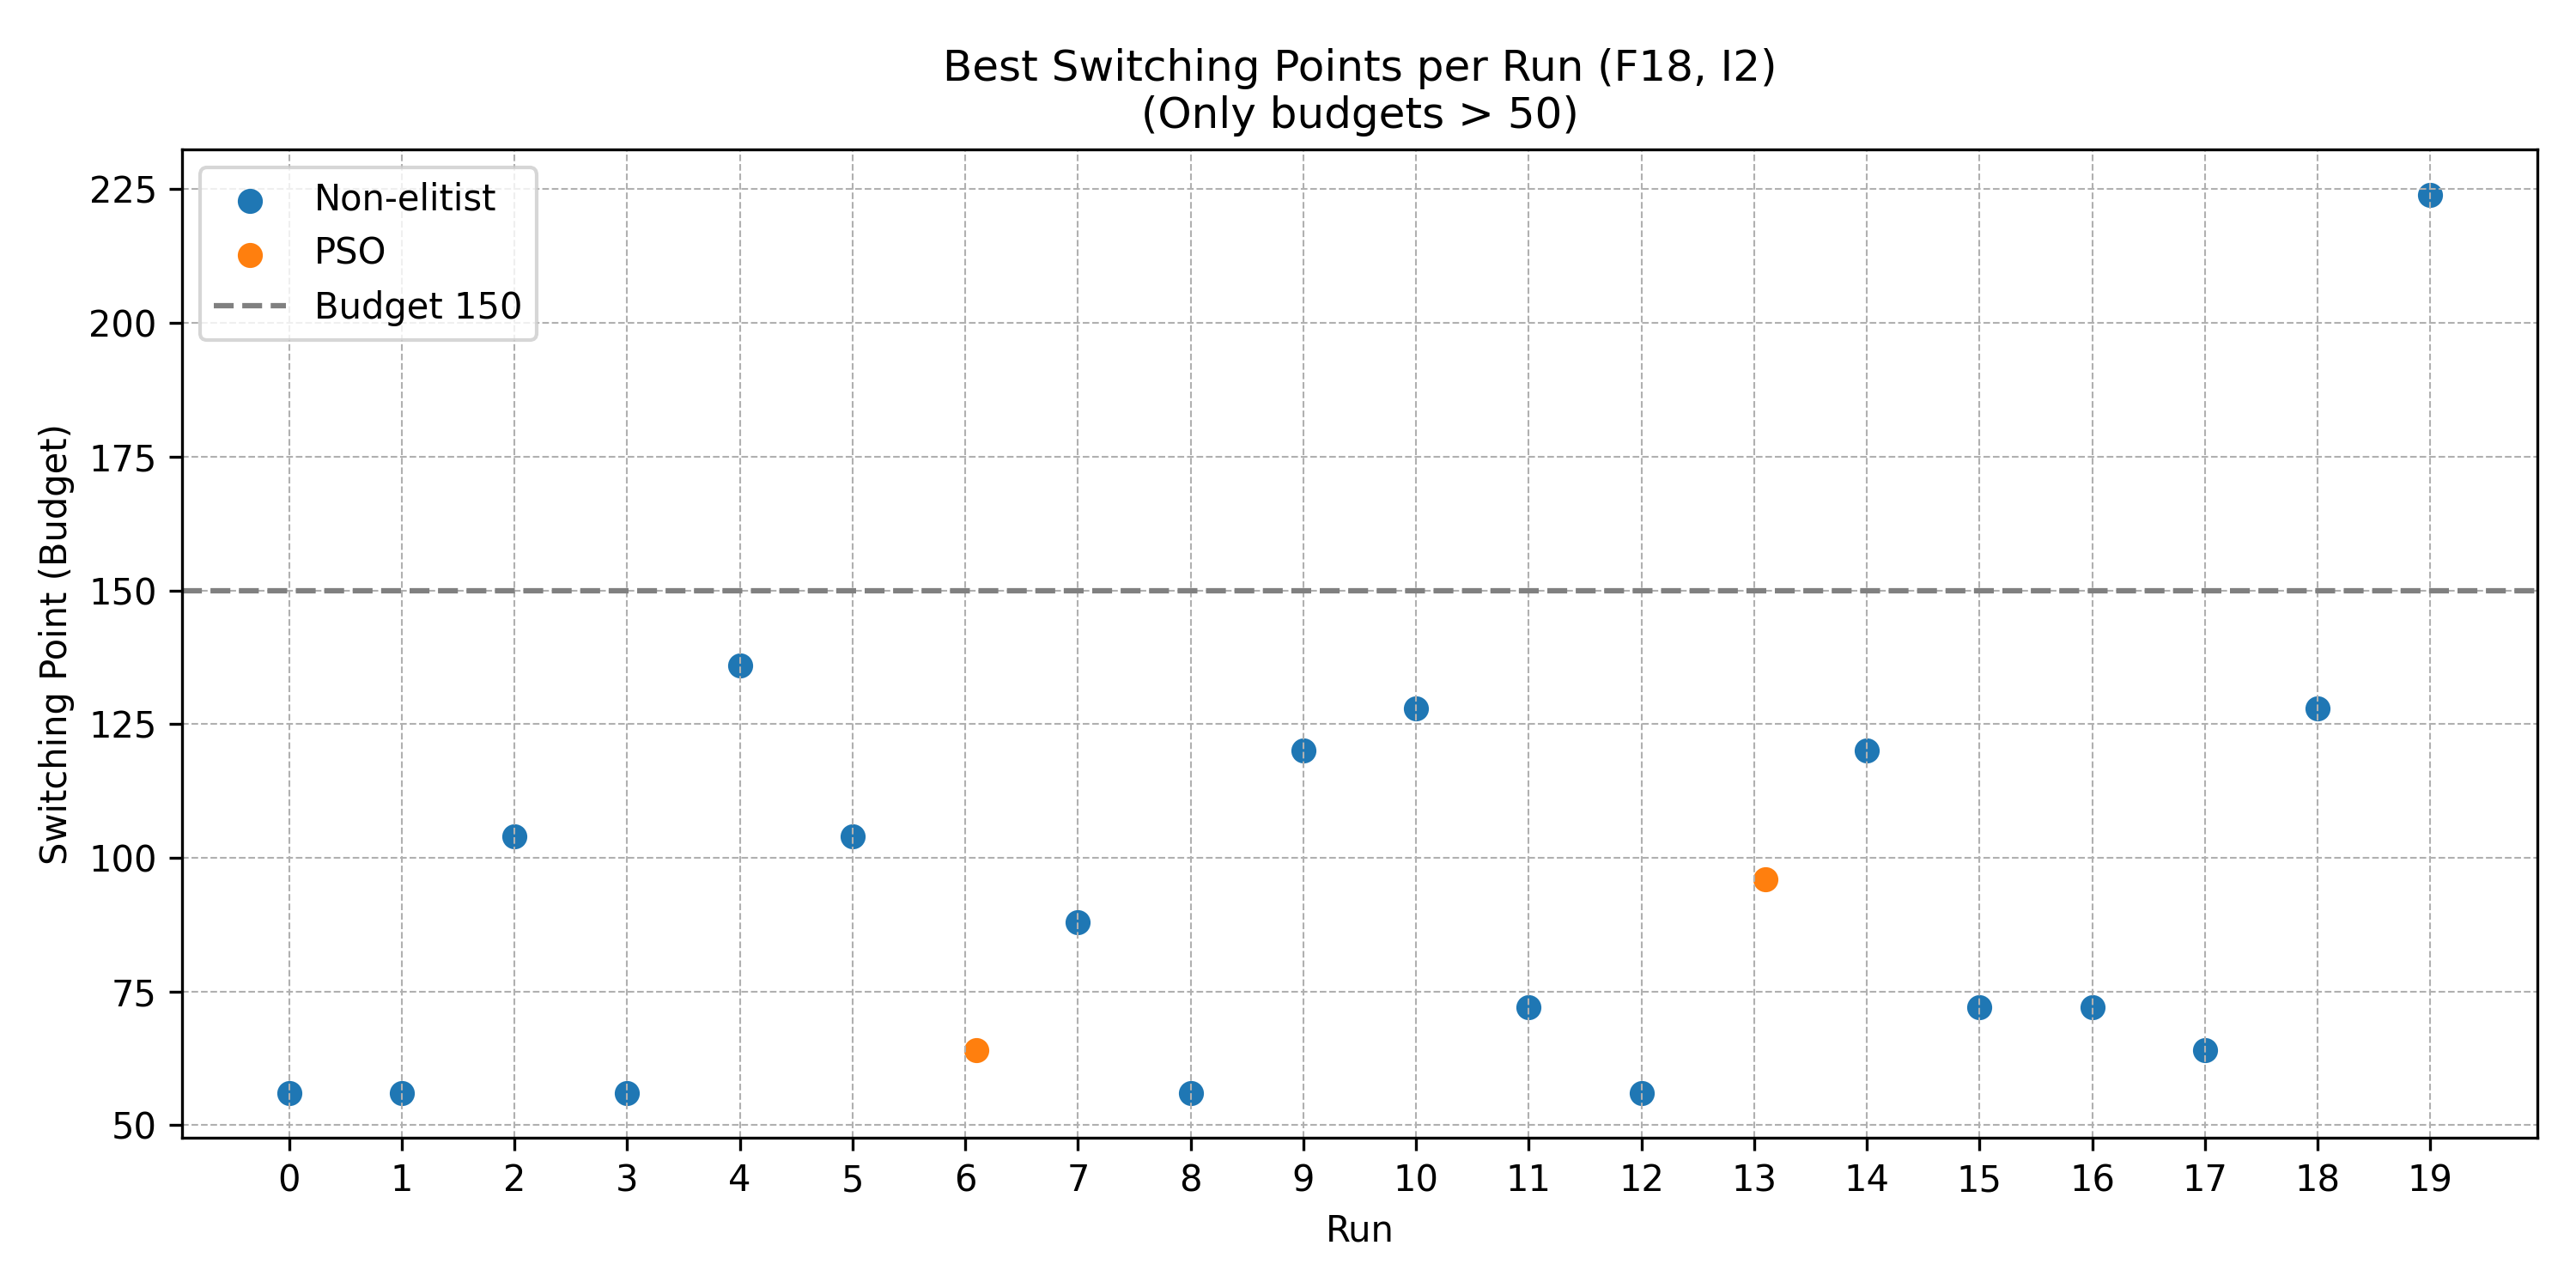 Best Switching Points per Run (F18, I2)
(Only budgets > 50)
Non-elitist
PSO
Budget 150
Switching Point (Budget)
225
200
175
150
125
100
75
50
0 1 2 3 4 5 6 7 8 9 10 11 12 13 14 15 16 17 18 19
Run